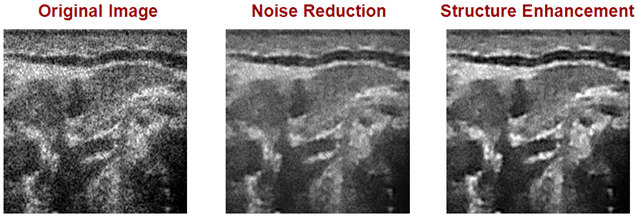 Original Image
Noise Reduction
Structure Enhancement